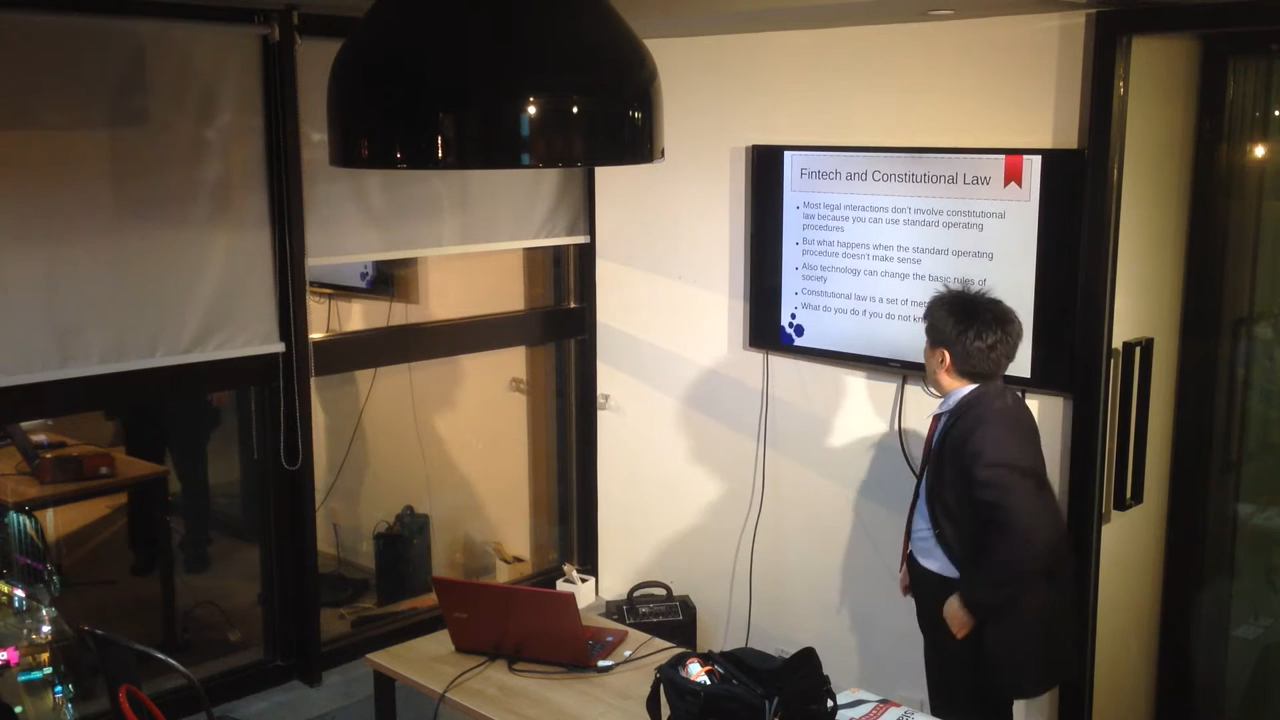 Fintech and Constitutional Law
• Most legal interactions don't involve constitutional
law because you can use standard operating
procedures
• But what happens when the standard operating
procedure doesn't make sense
• Also technology can change the basic rules of
society
• Constitutional law is a set of
• What do you do if you do not
acer